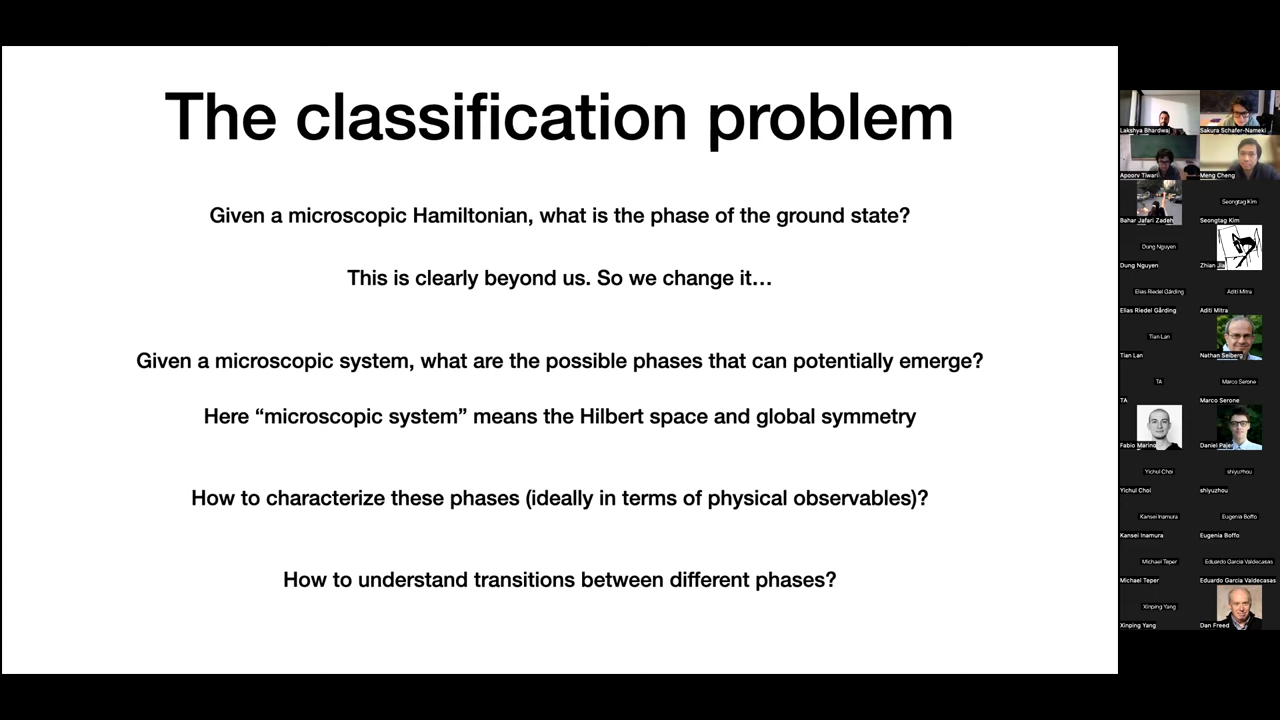 The classification problem
Given a microscopic Hamiltonian, what is the phase of the ground state?
This is clearly beyond us. So we change it…
Given a microscopic system, what are the possible phases that can potentially emerge?
Here “microscopic system” means the Hilbert space and global symmetry
How to characterize these phases (ideally in terms of physical observables)?
How to understand transitions between different phases?
Lakshya Bhardwaj
Sakura Schafer-Nameki
Apoorv Tiwari
Meng Cheng
Bahar Jafari Zadeh
Seongtag Kim
Seongtag Kim
Dung Nguyen
Dung Nguyen
Zhian Jia
Elias Riedel Gårding
Elias Riedel Gårding
Aditi Mitra
Aditi Mitra
Tian Lan
Tian Lan
Nathan Seiberg
TA
TA
Marco Serone
Marco Serone
Fabio Marino
Daniel Pajer
Yichul Choi
Yichul Choi
shiyuzhou
shiyuzhou
Kansei Inamura
Kansei Inamura
Eugenia Boffo
Eugenia Boffo
Michael Teper
Michael Teper
Eduardo Garcia Valdecasas
Eduardo Garcia Valdecasas
Xinping Yang
Xinping Yang
Dan Freed